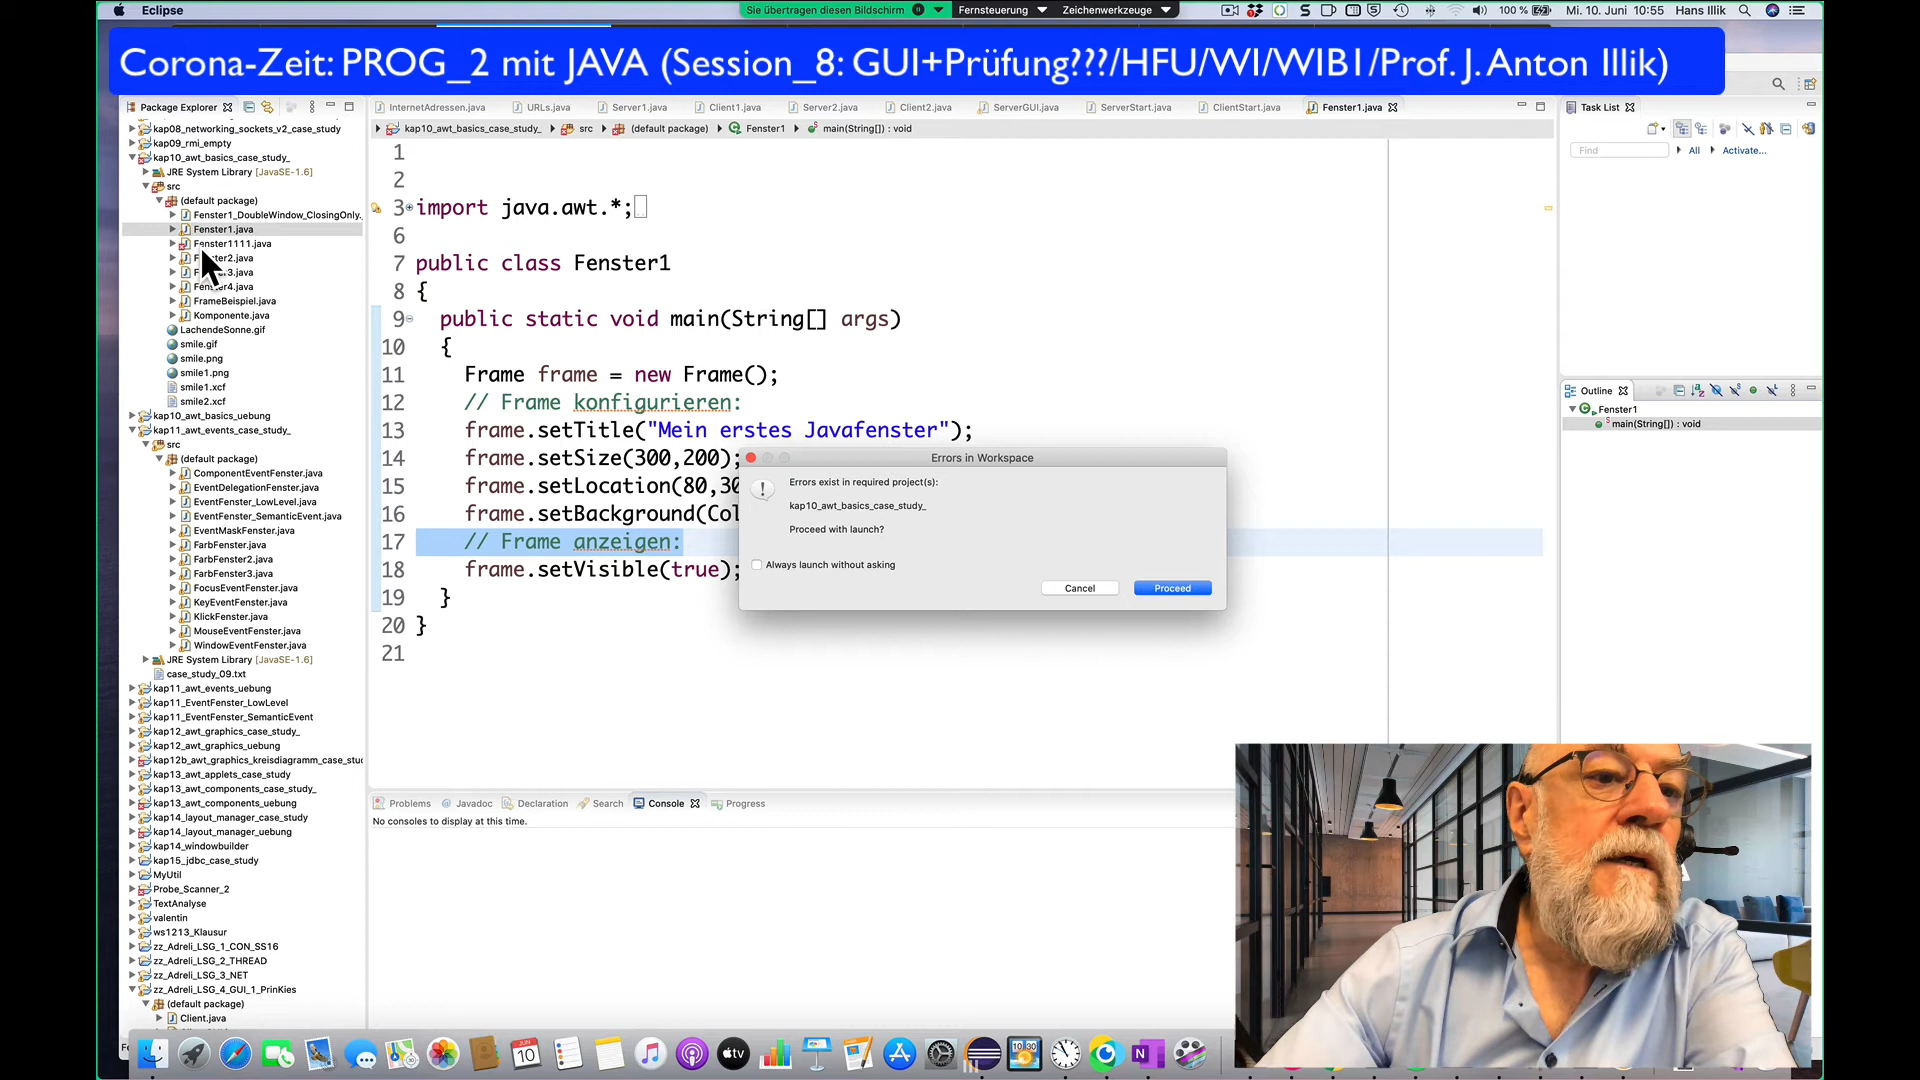 Eclipse
Sie übertragen diesen Bildschirm
Fernsteuerung
Zeichenwerkzeuge
100 %
Mi. 10. Juni 10:55
Hans Illik
Corona-Zeit: PROG_2 mit JAVA (Session_8: GUI+Prüfung???/HFU/WI/WIB1/Prof. J. Anton Illik)
Package Explorer
InternetAdressen.java
URLs.java
Server1.java
Client1.java
Server2.java
Client2.java
ServerGUI.java
ServerStart.java
ClientStart.java
Fenster1.java
Task List
kap10_awt_basics_case_study_
src
(default package)
Fenster1
main(String[]) : void
Find
All
Activate...
kap08_networking_sockets_v2_case_study
kap09_rmi_empty
kap10_awt_basics_case_study_
JRE System Library [JavaSE-1.6]
src
(default package)
Fenster1_DoubleWindow_ClosingOnly.
Fenster1.java
Fenster1111.java
Fenster4.java
FrameBeispiel.java
Komponente.java
LachendeSonne.gif
smile.gif
smile.png
smile1.png
smile1.xcf
smile2.xcf
kap10_awt_basics_uebung
kap11_awt_events_case_study_
src
(default package)
ComponentEventFenster.java
EventDelegationFenster.java
EventFenster_LowLevel.java
EventFenster_SemanticEvent.java
EventMaskFenster.java
FarbFenster.java
FarbFenster2.java
FarbFenster3.java
FocusEventFenster.java
KeyEventFenster.java
KlickFenster.java
MouseEventFenster.java
WindowEventFenster.java
JRE System Library [JavaSE-1.6]
case_study_09.txt
kap11_awt_events_uebung
kap11_EventFenster_LowLevel
kap11_EventFenster_SemanticEvent
kap12_awt_graphics_case_study_
kap12_awt_graphics_uebung
kap12b_awt_graphics_kreisdiagramm_case_stud
kap13_awt_applets_case_study
kap13_awt_components_case_study_
kap13_awt_components_uebung
kap14_layout_manager_case_study
kap14_layout_manager_uebung
kap14_windowbuilder
kap15_jdbc_case_study
MyUtil
Probe_Scanner_2
TextAnalyse
valentin
ws1213_Klausur
zz_Adreli_LSG_1_CON_SS16
zz_Adreli_LSG_2_THREAD
zz_Adreli_LSG_3_NET
zz_Adreli_LSG_4_GUI_1_PrinKies
(default package)
Client.java
1
2
3 import java.awt.*;
6
7 public class Fenster1
8 {
9 public static void main(String[] args)
10 {
11 Frame frame = new Frame();
12 // Frame konfigurieren:
13 frame.setTitle("Mein erstes Javafenster");
14 frame.setSize(300,200);
15 frame.setLocation(80,30
16 frame.setBackground(Col
17 // Frame anzeigen:
18 frame.setVisible(true);
19 }
20 }
21
Errors in Workspace
Errors exist in required project(s):
kap10_awt_basics_case_study_
Proceed with launch?
Always launch without asking
Cancel
Proceed
Outline
Fenster1
main(String[]) : void
Problems
Javadoc
Declaration
Search
Console
Progress
No consoles to display at this time.
JUN
10
tv
10:30
N